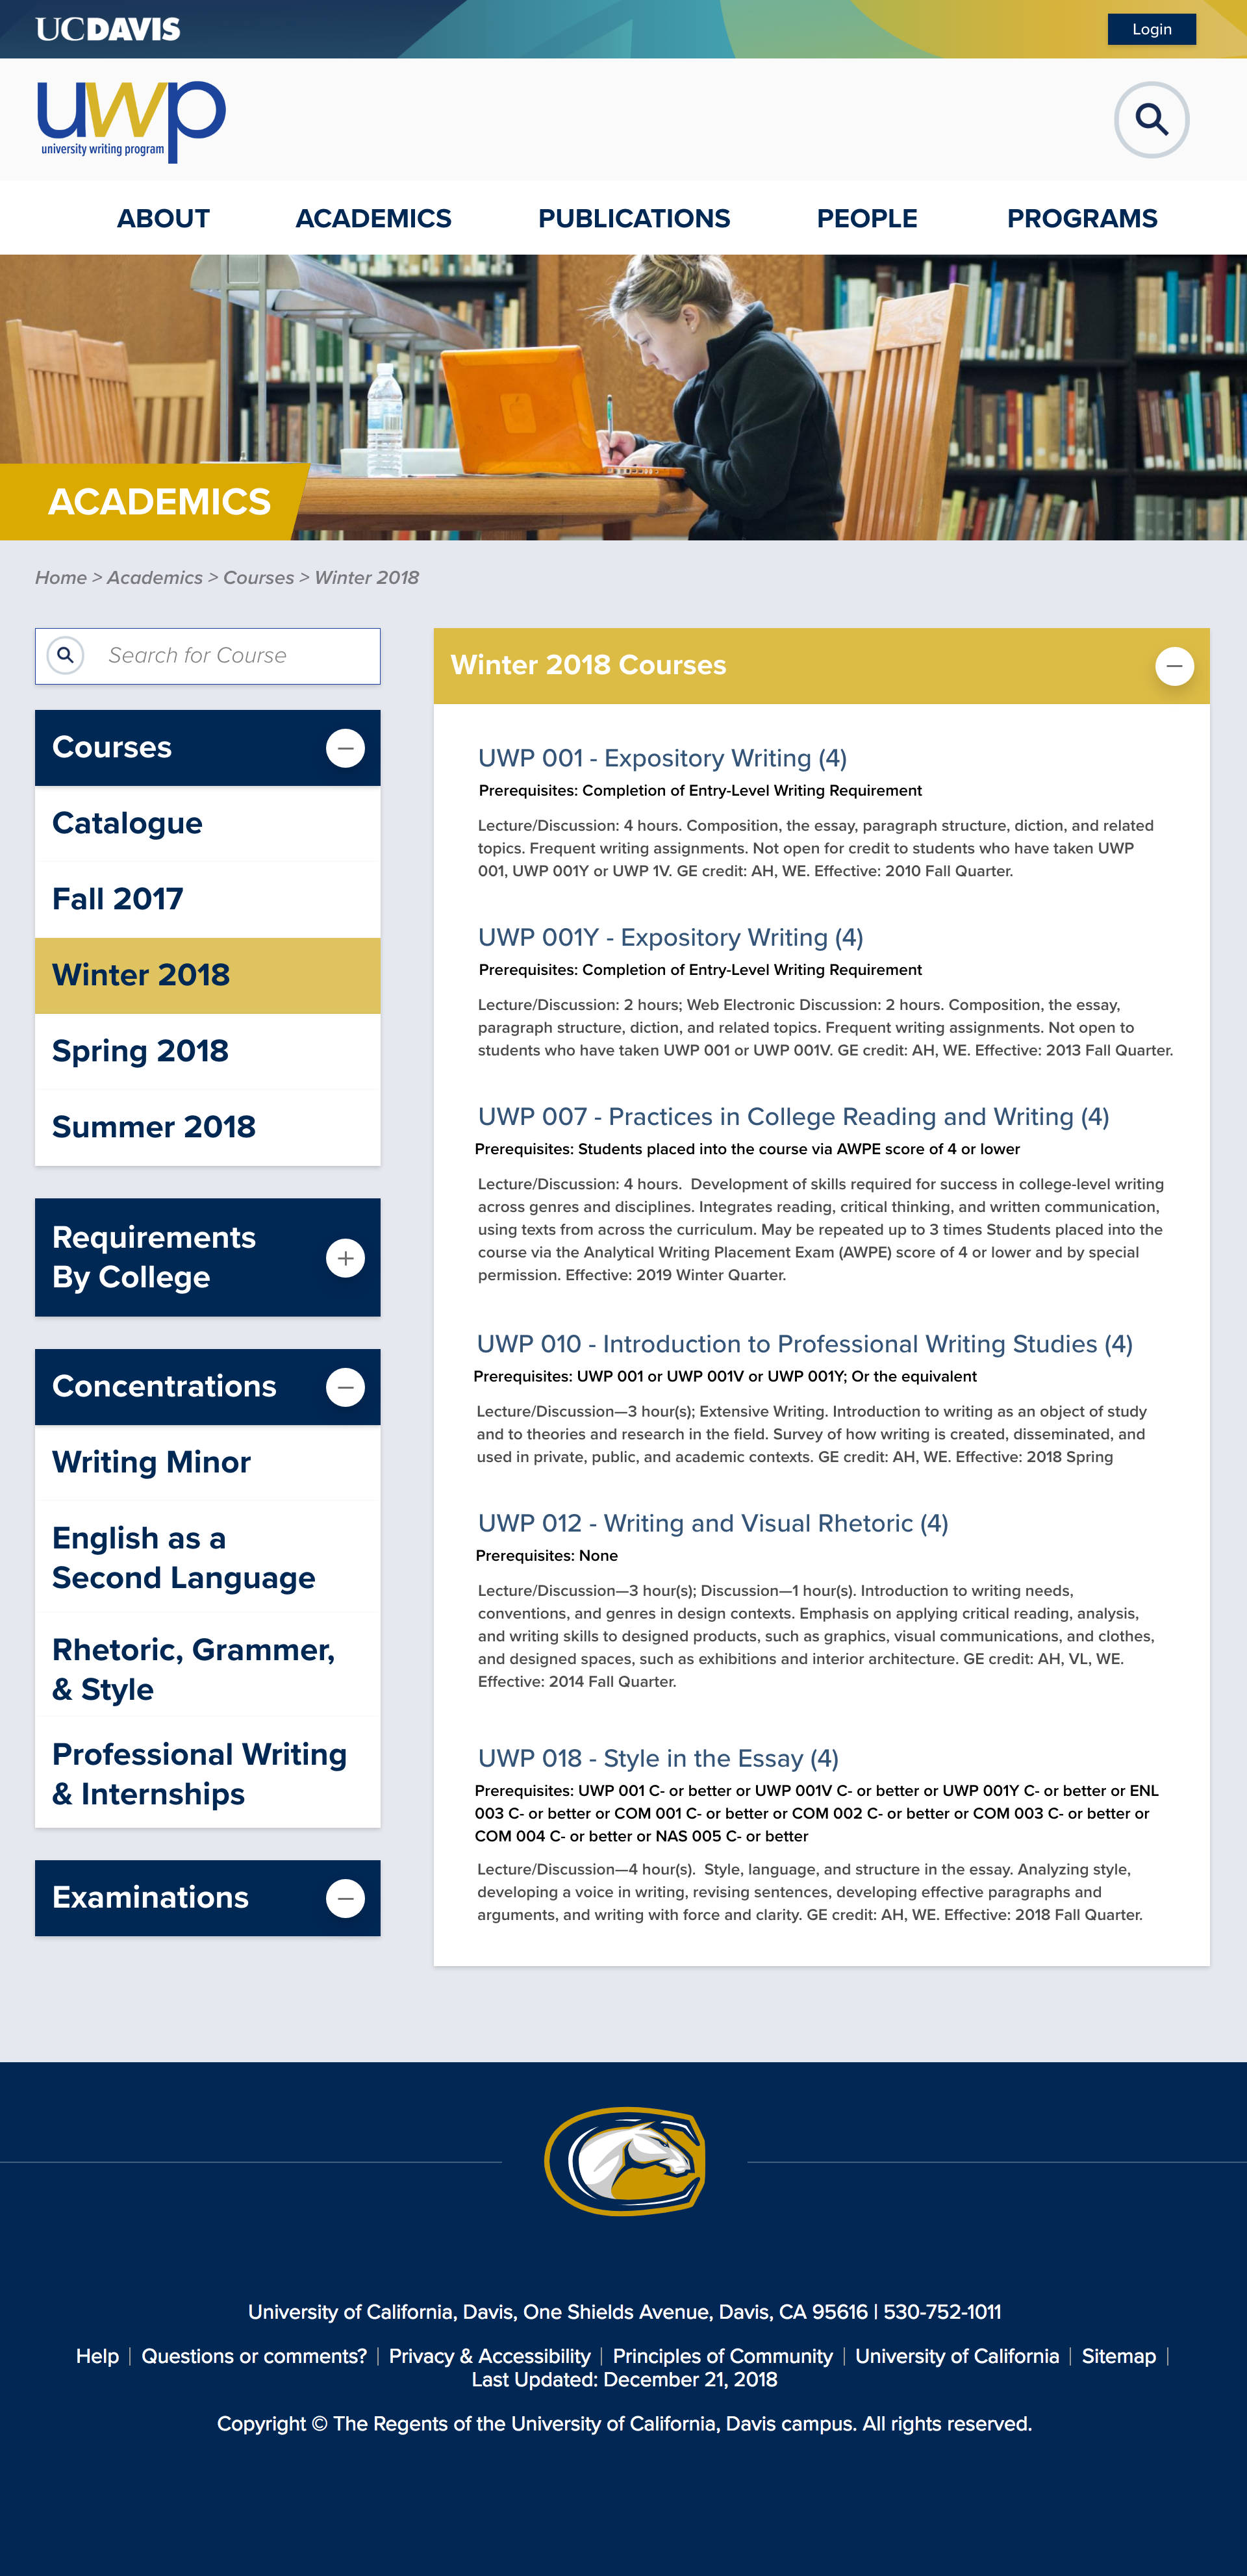 UCDAVIS
Login
uwp
university writing program
ABOUT ACADEMICS PUBLICATIONS PEOPLE PROGRAMS
ACADEMICS
Home > Academics > Courses > Winter 2018
Search for Course
Courses
Catalogue
Fall 2017
Winter 2018
Spring 2018
Summer 2018
Requirements
By College
Concentrations
Writing Minor
English as a
Second Language
Rhetoric, Grammer,
& Style
Professional Writing
& Internships
Examinations
Winter 2018 Courses
UWP 001 - Expository Writing (4)
Prerequisites: Completion of Entry-Level Writing Requirement
Lecture/Discussion: 4 hours. Composition, the essay, paragraph structure, diction, and related
topics. Frequent writing assignments. Not open for credit to students who have taken UWP
001, UWP 001Y or UWP 1V. GE credit: AH, WE. Effective: 2010 Fall Quarter.
UWP 001Y - Expository Writing (4)
Prerequisites: Completion of Entry-Level Writing Requirement
Lecture/Discussion: 2 hours; Web Electronic Discussion: 2 hours. Composition, the essay,
paragraph structure, diction, and related topics. Frequent writing assignments. Not open to
students who have taken UWP 001 or UWP 001V. GE credit: AH, WE. Effective: 2013 Fall Quarter.
UWP 007 - Practices in College Reading and Writing (4)
Prerequisites: Students placed into the course via AWPE score of 4 or lower
Lecture/Discussion: 4 hours. Development of skills required for success in college-level writing
across genres and disciplines. Integrates reading, critical thinking, and written communication,
using texts from across the curriculum. May be repeated up to 3 times Students placed into the
course via the Analytical Writing Placement Exam (AWPE) score of 4 or lower and by special
permission. Effective: 2019 Winter Quarter.
UWP 010 - Introduction to Professional Writing Studies (4)
Prerequisites: UWP 001 or UWP 001V or UWP 001Y; Or the equivalent
Lecture/Discussion—3 hour(s); Extensive Writing. Introduction to writing as an object of study
and to theories and research in the field. Survey of how writing is created, disseminated, and
used in private, public, and academic contexts. GE credit: AH, WE. Effective: 2018 Spring
UWP 012 - Writing and Visual Rhetoric (4)
Prerequisites: None
Lecture/Discussion—3 hour(s); Discussion—1 hour(s). Introduction to writing needs,
conventions, and genres in design contexts. Emphasis on applying critical reading, analysis,
and writing skills to designed products, such as graphics, visual communications, and clothes,
and designed spaces, such as exhibitions and interior architecture. GE credit: AH, VL, WE.
Effective: 2014 Fall Quarter.
UWP 018 - Style in the Essay (4)
Prerequisites: UWP 001 C- or better or UWP 001V C- or better or UWP 001Y C- or better or ENL
003 C- or better or COM 001 C- or better or COM 002 C- or better or COM 003 C- or better or
COM 004 C- or better or NAS 005 C- or better
Lecture/Discussion—4 hour(s). Style, language, and structure in the essay. Analyzing style,
developing a voice in writing, revising sentences, developing effective paragraphs and
arguments, and writing with force and clarity. GE credit: AH, WE. Effective: 2018 Fall Quarter.
University of California, Davis, One Shields Avenue, Davis, CA 95616 | 530-752-1011
Help | Questions or comments? | Privacy & Accessibility | Principles of Community | University of California | Sitemap |
Last Updated: December 21, 2018
Copyright © The Regents of the University of California, Davis campus. All rights reserved.